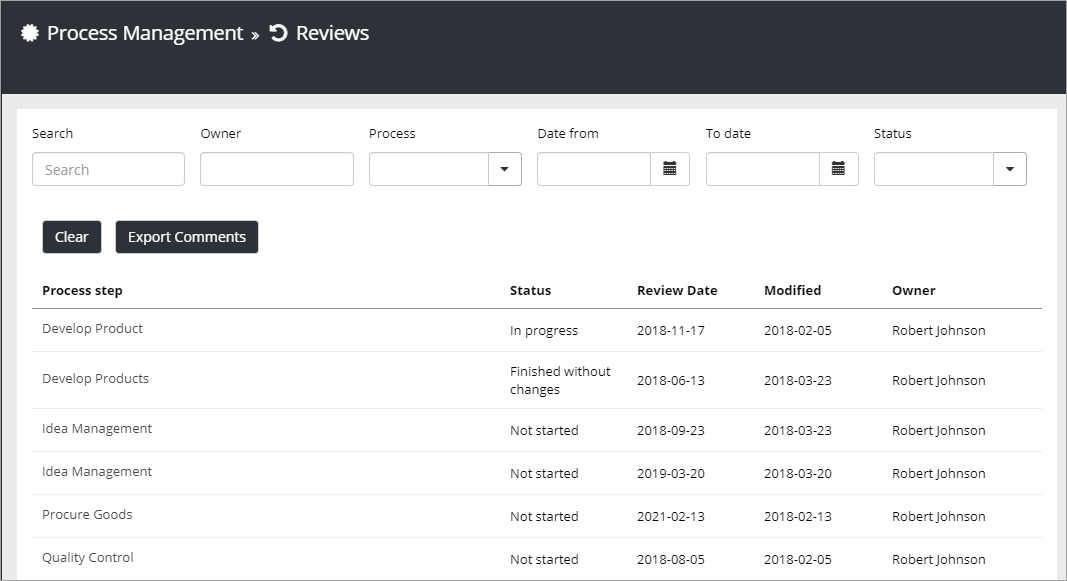 Process Management » Reviews
Search Owner Process Date from To date Status
Search
Clear Export Comments
Process step Status Review Date Modified Owner
Develop Product In progress 2018-11-17 2018-02-05 Robert Johnson
Develop Products Finished without changes 2018-06-13 2018-03-23 Robert Johnson
Idea Management Not started 2018-09-23 2018-03-23 Robert Johnson
Idea Management Not started 2019-03-20 2018-03-20 Robert Johnson
Procure Goods Not started 2021-02-13 2018-02-13 Robert Johnson
Quality Control Not started 2018-08-05 2018-02-05 Robert Johnson